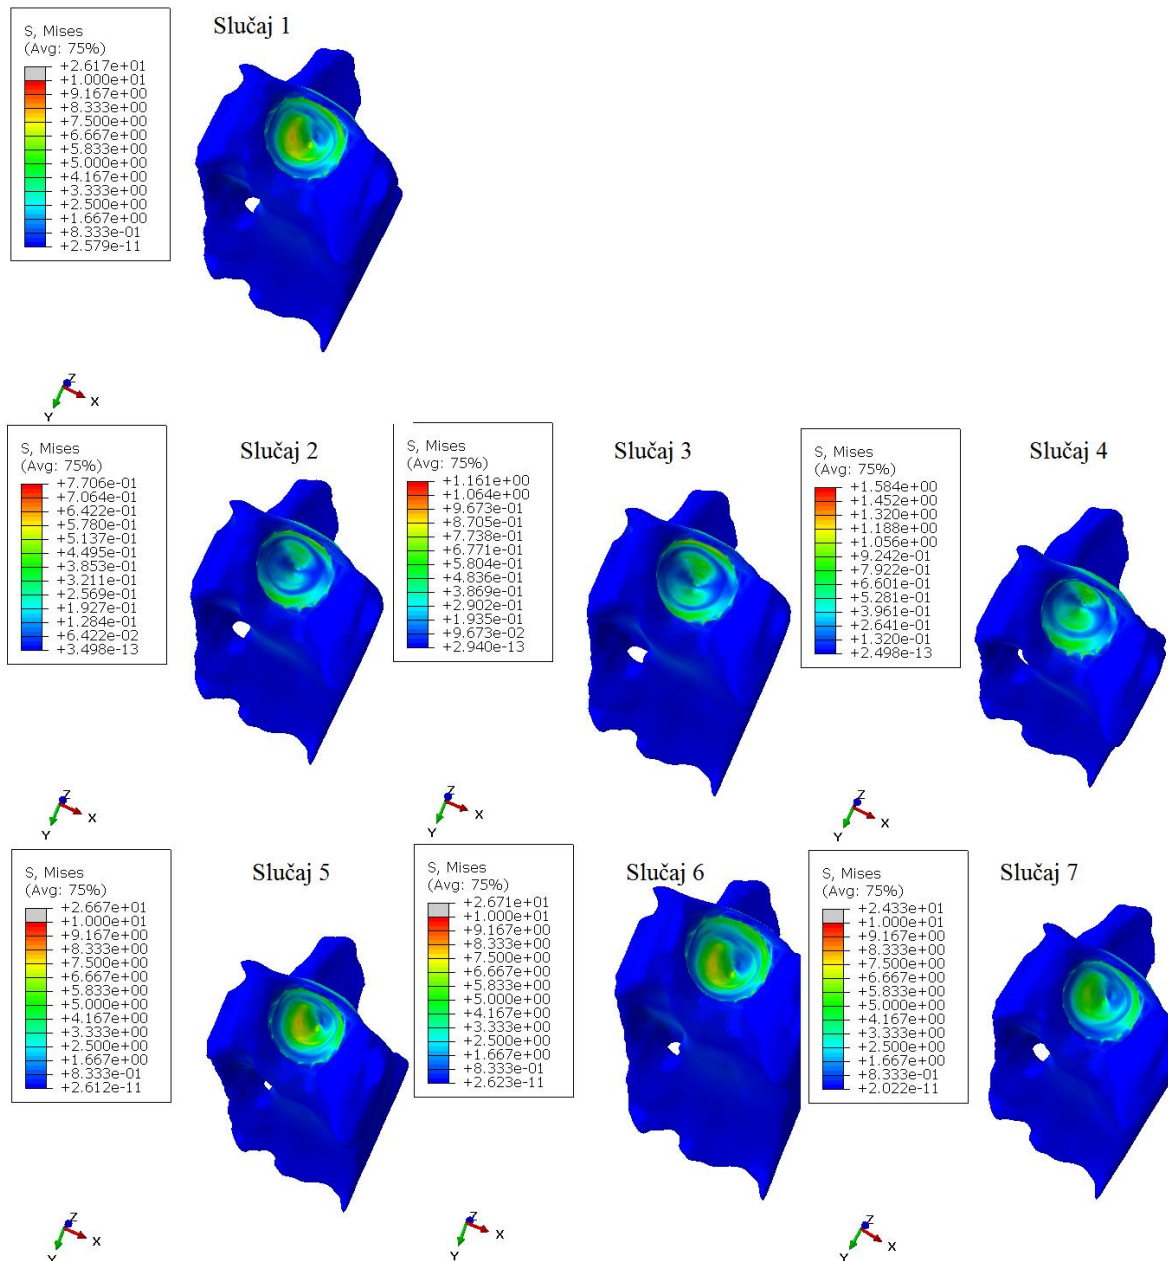 Slučaj 1
S, Mises
(Avg: 75%)
+2.617e+01
+1.000e+01
+9.167e+00
+8.333e+00
+7.500e+00
+6.667e+00
+5.833e+00
+5.000e+00
+4.167e+00
+3.333e+00
+2.500e+00
+1.667e+00
+8.333e-01
+2.579e-11
Z
X
Y
Slučaj 2
S, Mises
(Avg: 75%)
+7.706e-01
+7.064e-01
+6.422e-01
+5.780e-01
+5.137e-01
+4.495e-01
+3.853e-01
+3.211e-01
+2.569e-01
+1.927e-01
+1.284e-01
+6.422e-02
+3.498e-13
Z
X
Y
Slučaj 3
S, Mises
(Avg: 75%)
+1.161e+00
+1.064e+00
+9.673e-01
+8.705e-01
+7.738e-01
+6.771e-01
+5.804e-01
+4.836e-01
+3.869e-01
+2.902e-01
+1.935e-01
+9.673e-02
+2.940e-13
Z
X
Y
Slučaj 4
S, Mises
(Avg: 75%)
+1.584e+00
+1.452e+00
+1.320e+00
+1.188e+00
+1.056e+00
+9.242e-01
+7.922e-01
+6.601e-01
+5.281e-01
+3.961e-01
+2.641e-01
+1.320e-01
+2.498e-13
Z
X
Y
Slučaj 5
S, Mises
(Avg: 75%)
+2.667e+01
+1.000e+01
+9.167e+00
+8.333e+00
+7.500e+00
+6.667e+00
+5.833e+00
+5.000e+00
+4.167e+00
+3.333e+00
+2.500e+00
+1.667e+00
+8.333e-01
+2.612e-11
Z
X
Y
Slučaj 6
S, Mises
(Avg: 75%)
+2.671e+01
+1.000e+01
+9.167e+00
+8.333e+00
+7.500e+00
+6.667e+00
+5.833e+00
+5.000e+00
+4.167e+00
+3.333e+00
+2.500e+00
+1.667e+00
+8.333e-01
+2.623e-11
Z
X
Y
Slučaj 7
S, Mises
(Avg: 75%)
+2.433e+01
+1.000e+01
+9.167e+00
+8.333e+00
+7.500e+00
+6.667e+00
+5.833e+00
+5.000e+00
+4.167e+00
+3.333e+00
+2.500e+00
+1.667e+00
+8.333e-01
+2.022e-11
Z
X
Y